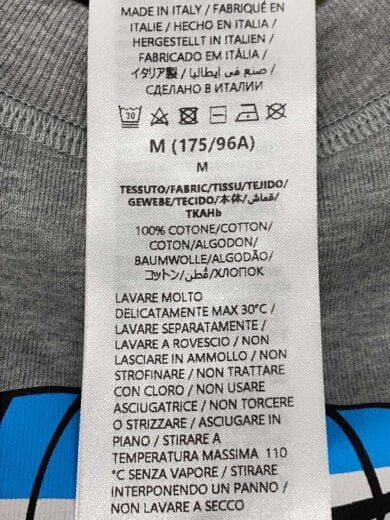 MADE IN ITALY / FABRIQUÉ EN
ITALIE / HECHO EN ITALIA /
HERGESTELLT IN ITALIEN /
FABRICADO EM ITÁLIA /
イタリア製 / صنع في إيطاليا /
СДЕЛАНО В ИТАЛИИ
30
M (175/96A)
M
TESSUTO/FABRIC/TISSU/TEJIDO/
GEWEBE/TECIDO/本体/قماش/
ТКАНЬ
100% COTONE/COTTON/
COTON/ALGODON/
BAUMWOLLE/ALGODÃO/
コットン/قُطن/ХЛОПОК
LAVARE MOLTO
DELICATAMENTE MAX 30°C /
LAVARE SEPARATAMENTE /
LAVARE A ROVESCIO / NON
LASCIARE IN AMMOLLO / NON
STROFINARE / NON TRATTARE
CON CLORO / NON USARE
ASCIUGATRICE / NON TORCERE
O STRIZZARE / ASCIUGARE IN
PIANO / STIRARE A
TEMPERATURA MASSIMA 110
°C SENZA VAPORE / STIRARE
INTERPONENDO UN PANNO /
NON LAVARE A SECCO